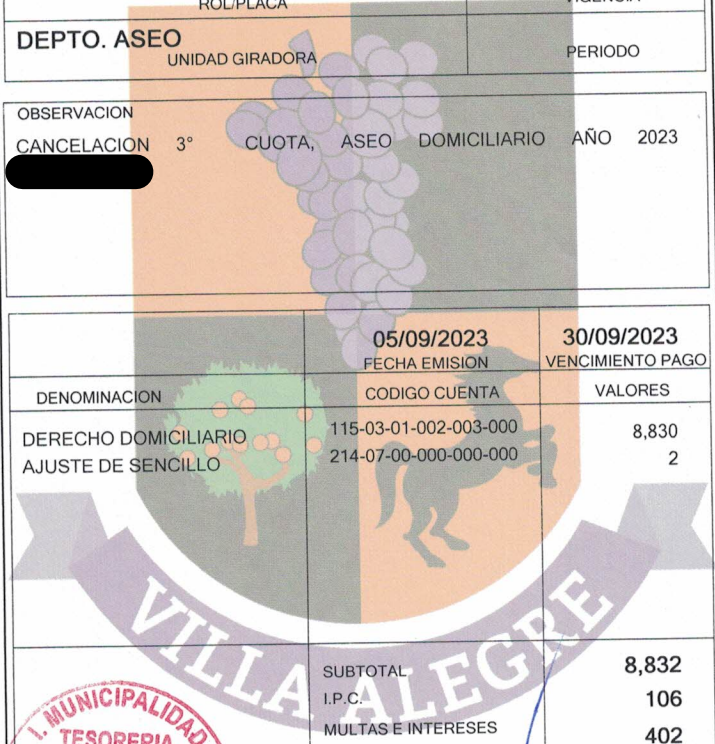 ROL/PLACA VIGENCIA
DEPTO. ASEO
UNIDAD GIRADORA PERIODO
OBSERVACION
CANCELACION 3° CUOTA, ASEO DOMICILIARIO AÑO 2023
05/09/2023 30/09/2023
FECHA EMISION VENCIMIENTO PAGO
DENOMINACION CODIGO CUENTA VALORES
DERECHO DOMICILIARIO 115-03-01-002-003-000 8,830
AJUSTE DE SENCILLO 214-07-00-000-000-000 2
VILLA ALEGRE
SUBTOTAL 8,832
I.P.C. 106
MULTAS E INTERESES 402
I. MUNICIPALIDAD
TESORERIA